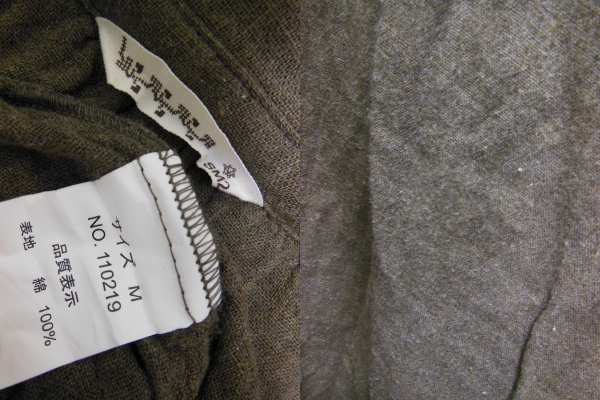 サイズ M
NO. 110219
品質表示
表地 綿 100%